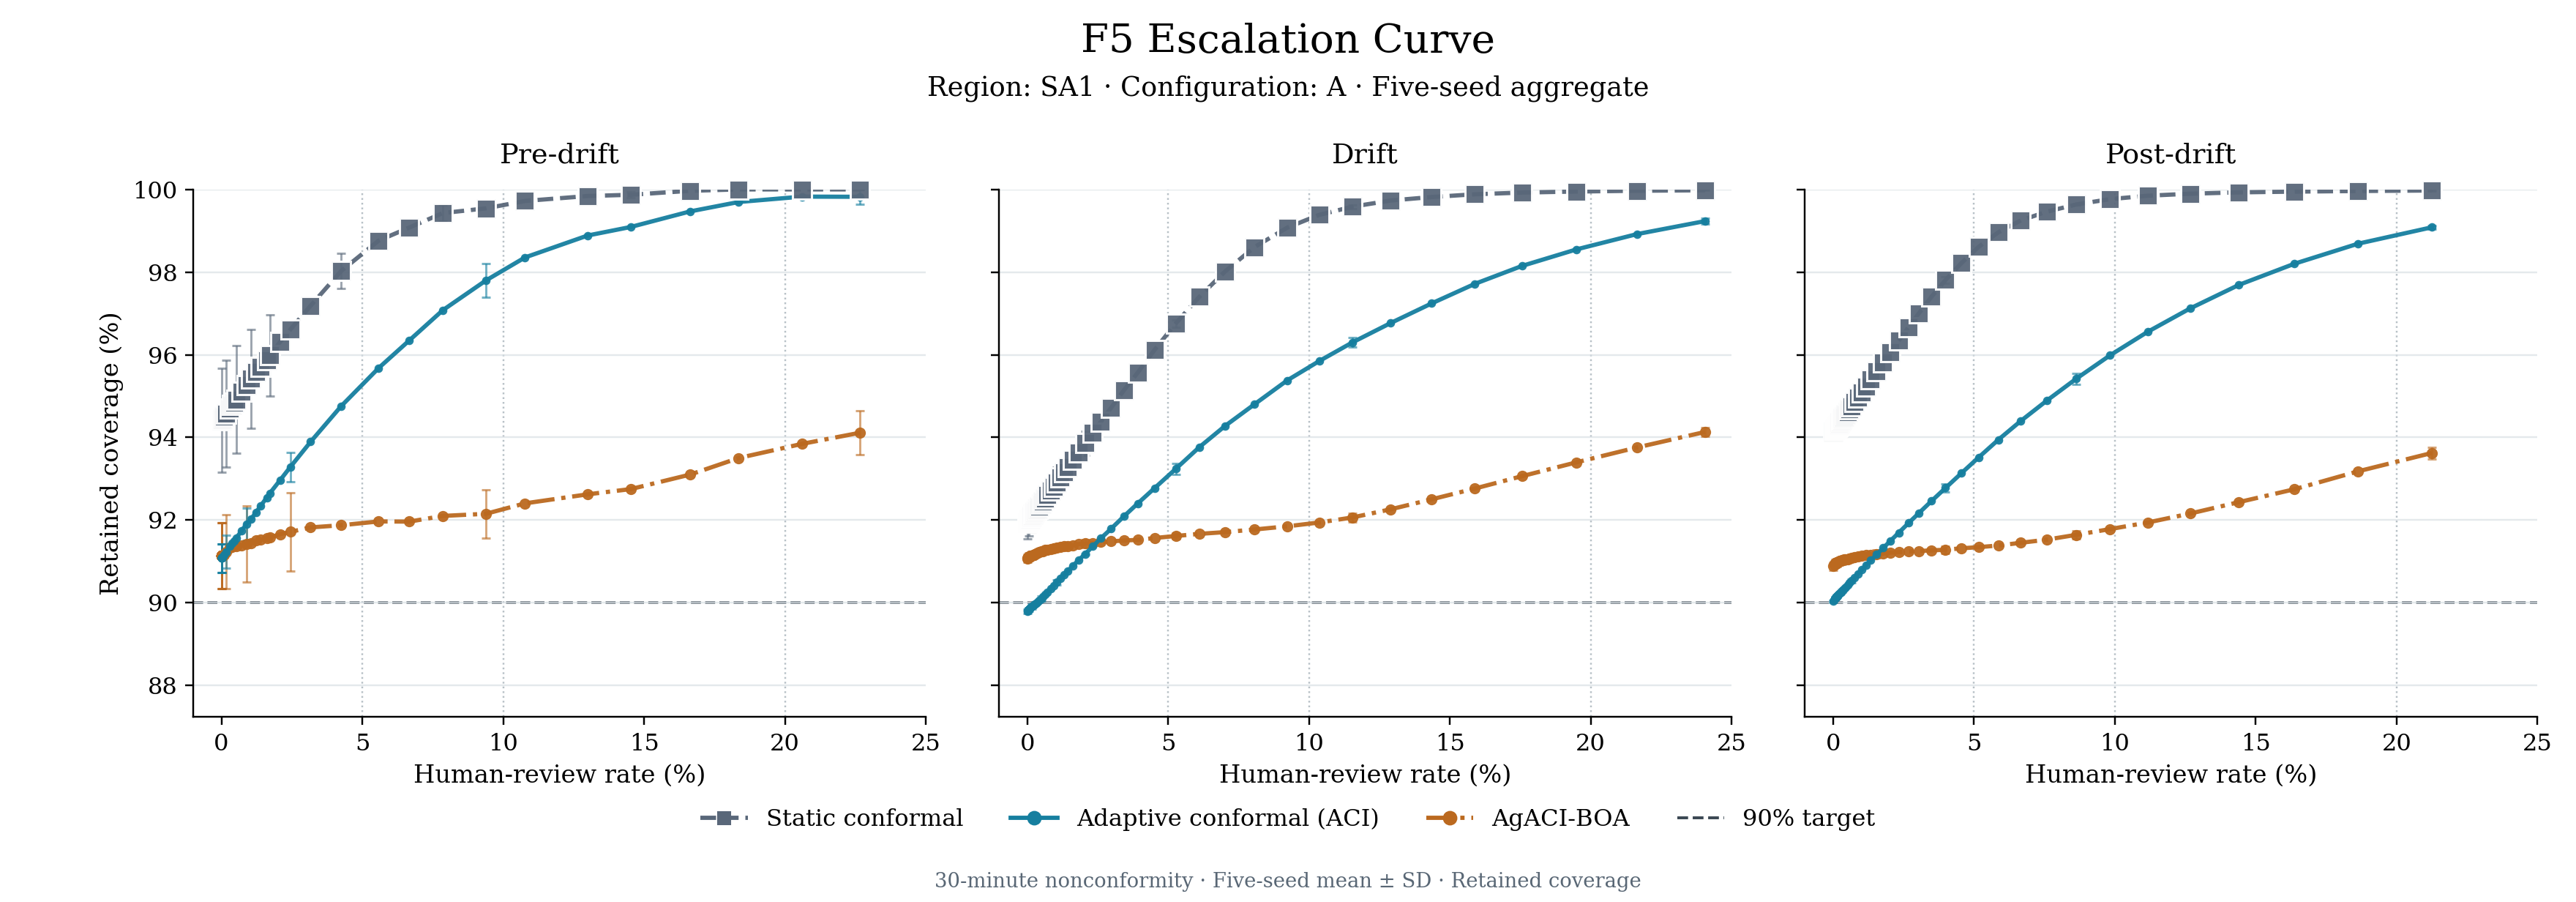 F5 Escalation Curve
Region: SA1 · Configuration: A · Five-seed aggregate
Pre-drift
Drift
Post-drift
Retained coverage (%)
100
98
96
94
92
90
88
0 5 10 15 20 25
0 5 10 15 20 25
0 5 10 15 20 25
Human-review rate (%)
Human-review rate (%)
Human-review rate (%)
Static conformal
Adaptive conformal (ACI)
AgACI-BOA
90% target
30-minute nonconformity · Five-seed mean ± SD · Retained coverage